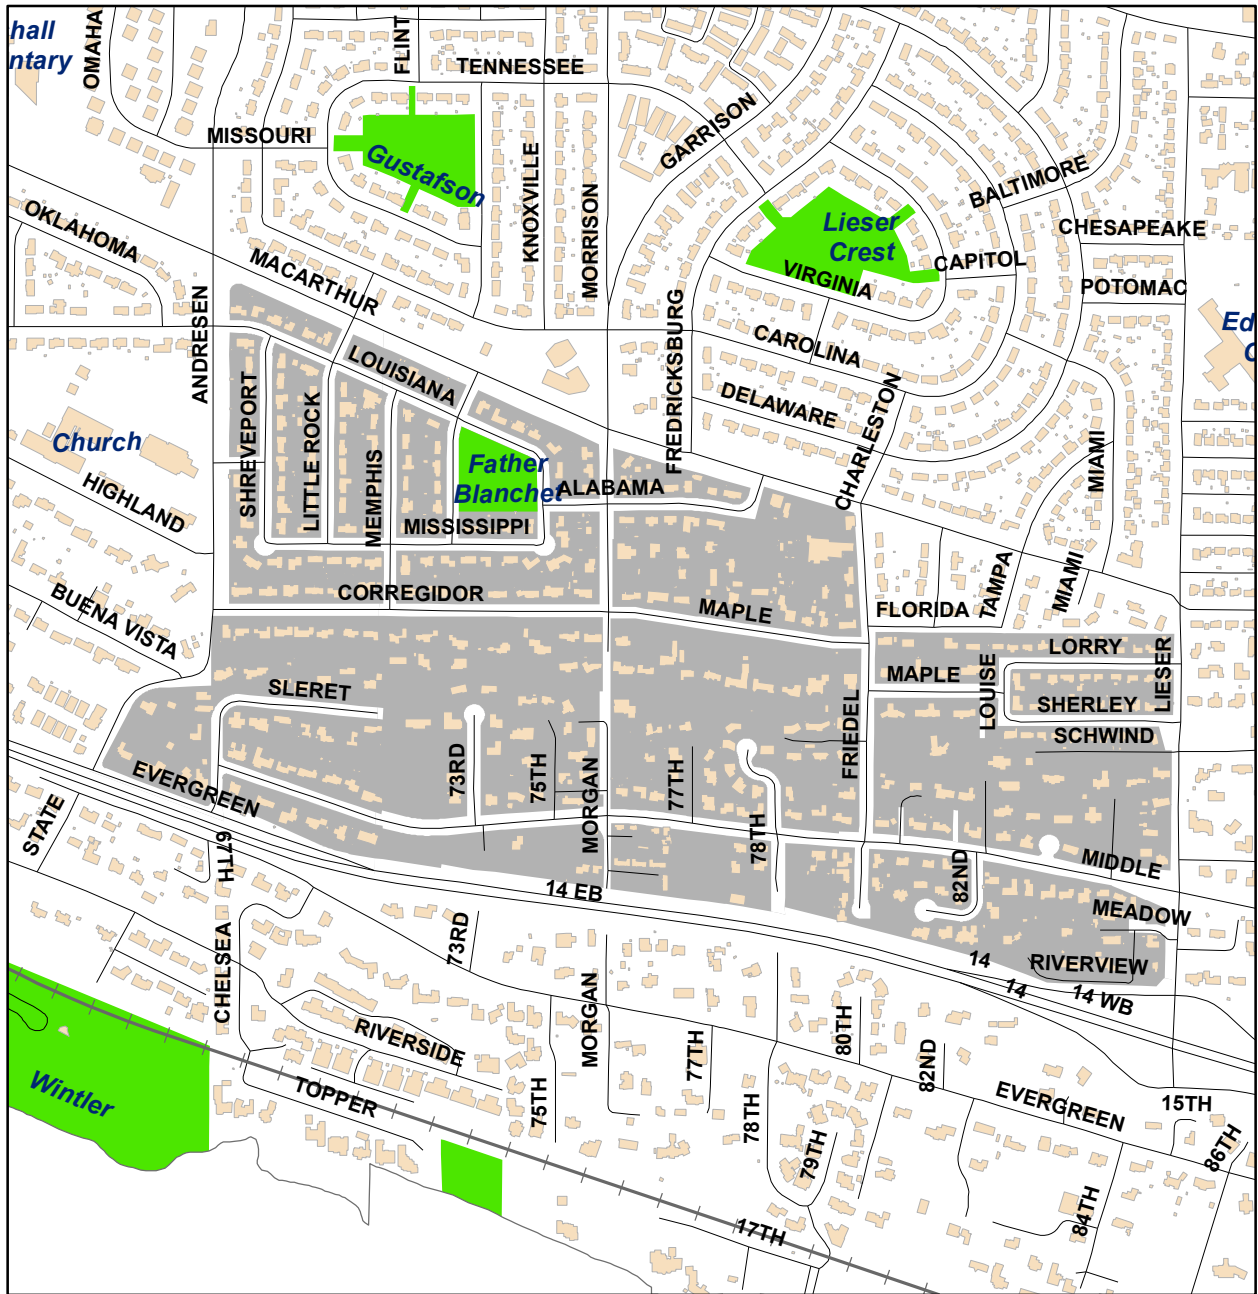 hall
ntary
OMAHA
FLINT
TENNESSEE
MISSOURI
Gustafson
KNOXVILLE
MORRISON
GARRISON
BALTIMORE
CHESAPEAKE
Lieser
Crest
CAPITOL
VIRGINIA
POTOMAC
OKLAHOMA
MACARTHUR
ANDRESEN
FREDRICKSBURG
CAROLINA
Ed
C
LOUISIANA
DELAWARE
CHARLESTON
SHREVEPORT
LITTLE ROCK
MEMPHIS
Church
HIGHLAND
Father
Blanchet
ALABAMA
MISSISSIPPI
MIAMI
TAMPA
MIAMI
BUENA VISTA
CORREGIDOR
MAPLE
FLORIDA
LORRY
MAPLE
LOUISE
LIESER
SHERLEY
SCHWIND
SLERET
FRIEDEL
73RD
75TH
MORGAN
77TH
78TH
EVERGREEN
STATE
67TH
82ND
MIDDLE
MEADOW
14 EB
14
14
14 WB
RIVERVIEW
CHELSEA
73RD
MORGAN
RIVERSIDE
TOPPER
75TH
77TH
78TH
80TH
82ND
EVERGREEN
15TH
86TH
79TH
84TH
17TH
Wintler